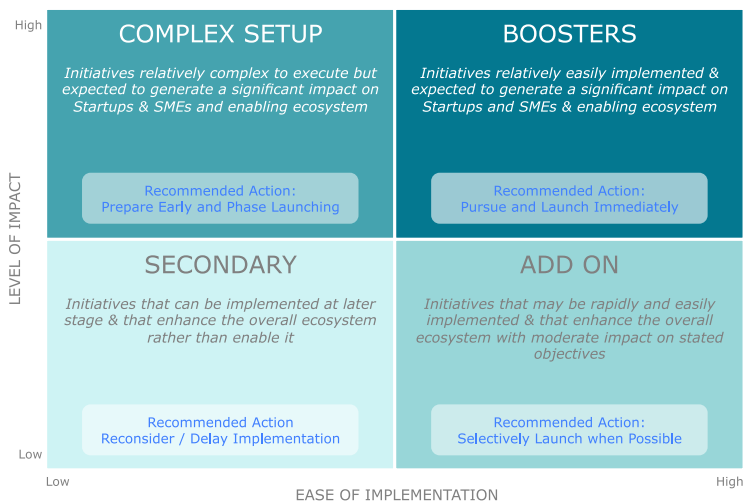 High
COMPLEX SETUP
Initiatives relatively complex to execute but
expected to generate a significant impact on
Startups & SMEs and enabling ecosystem
Recommended Action:
Prepare Early and Phase Launching
BOOSTERS
Initiatives relatively easily implemented &
expected to generate a significant impact on
Startups and SMEs & enabling ecosystem
Recommended Action:
Pursue and Launch Immediately
LEVEL OF IMPACT
SECONDARY
Initiatives that can be implemented at later
stage & that enhance the overall ecosystem
rather than enable it
Recommended Action
Reconsider / Delay Implementation
ADD ON
Initiatives that may be rapidly and easily
implemented & that enhance the overall
ecosystem with moderate impact on stated
objectives
Recommended Action:
Selectively Launch when Possible
Low
Low
High
EASE OF IMPLEMENTATION